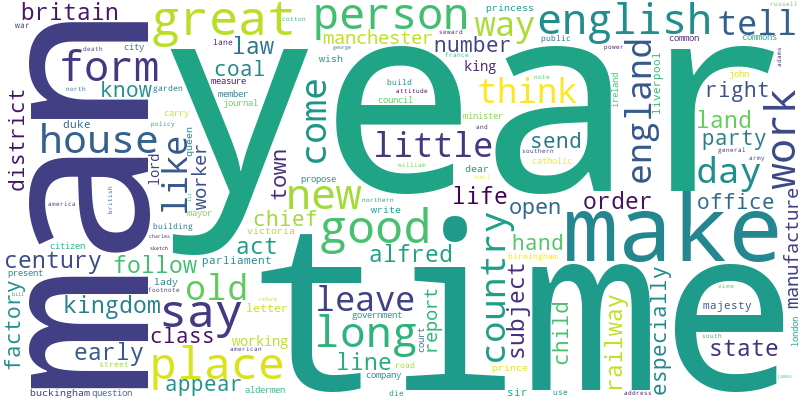 britain
great
person
way
english
tell
princess
russell
cotton
commons
common
public
power
adams
war
death
city
lane
law
manchester
number
seward
george
france
wish
king
form
coal
know
north
garden
measure
member
journal
build
attitude
council
think
note
ireland
liverpool
john
right
year
many
district
duke
house
policy
carry
queen
like
worker
lord
come
little
minister
and
william
send
southern
catholic
england
land
party
general
army
day
work
town
propose
dear
earl
america
british
list
mayor
new
northern
write
life
order
office
building
charles
sketch
citizen
chief
victoria
good
open
hand
birmingham
make
manufacture
century
present
follow
act
parliament
alfred
country
subject
especially
factory
bill
lady
footnote
old
letter
leave
report
child
railway
view
majesty
london
kingdom
say
long
government
court
time
class
working
refuse
american
line
road
south
state
early
street
place
appear
company
prince
buckingham
question
aldermen
die
sir
use
address
james